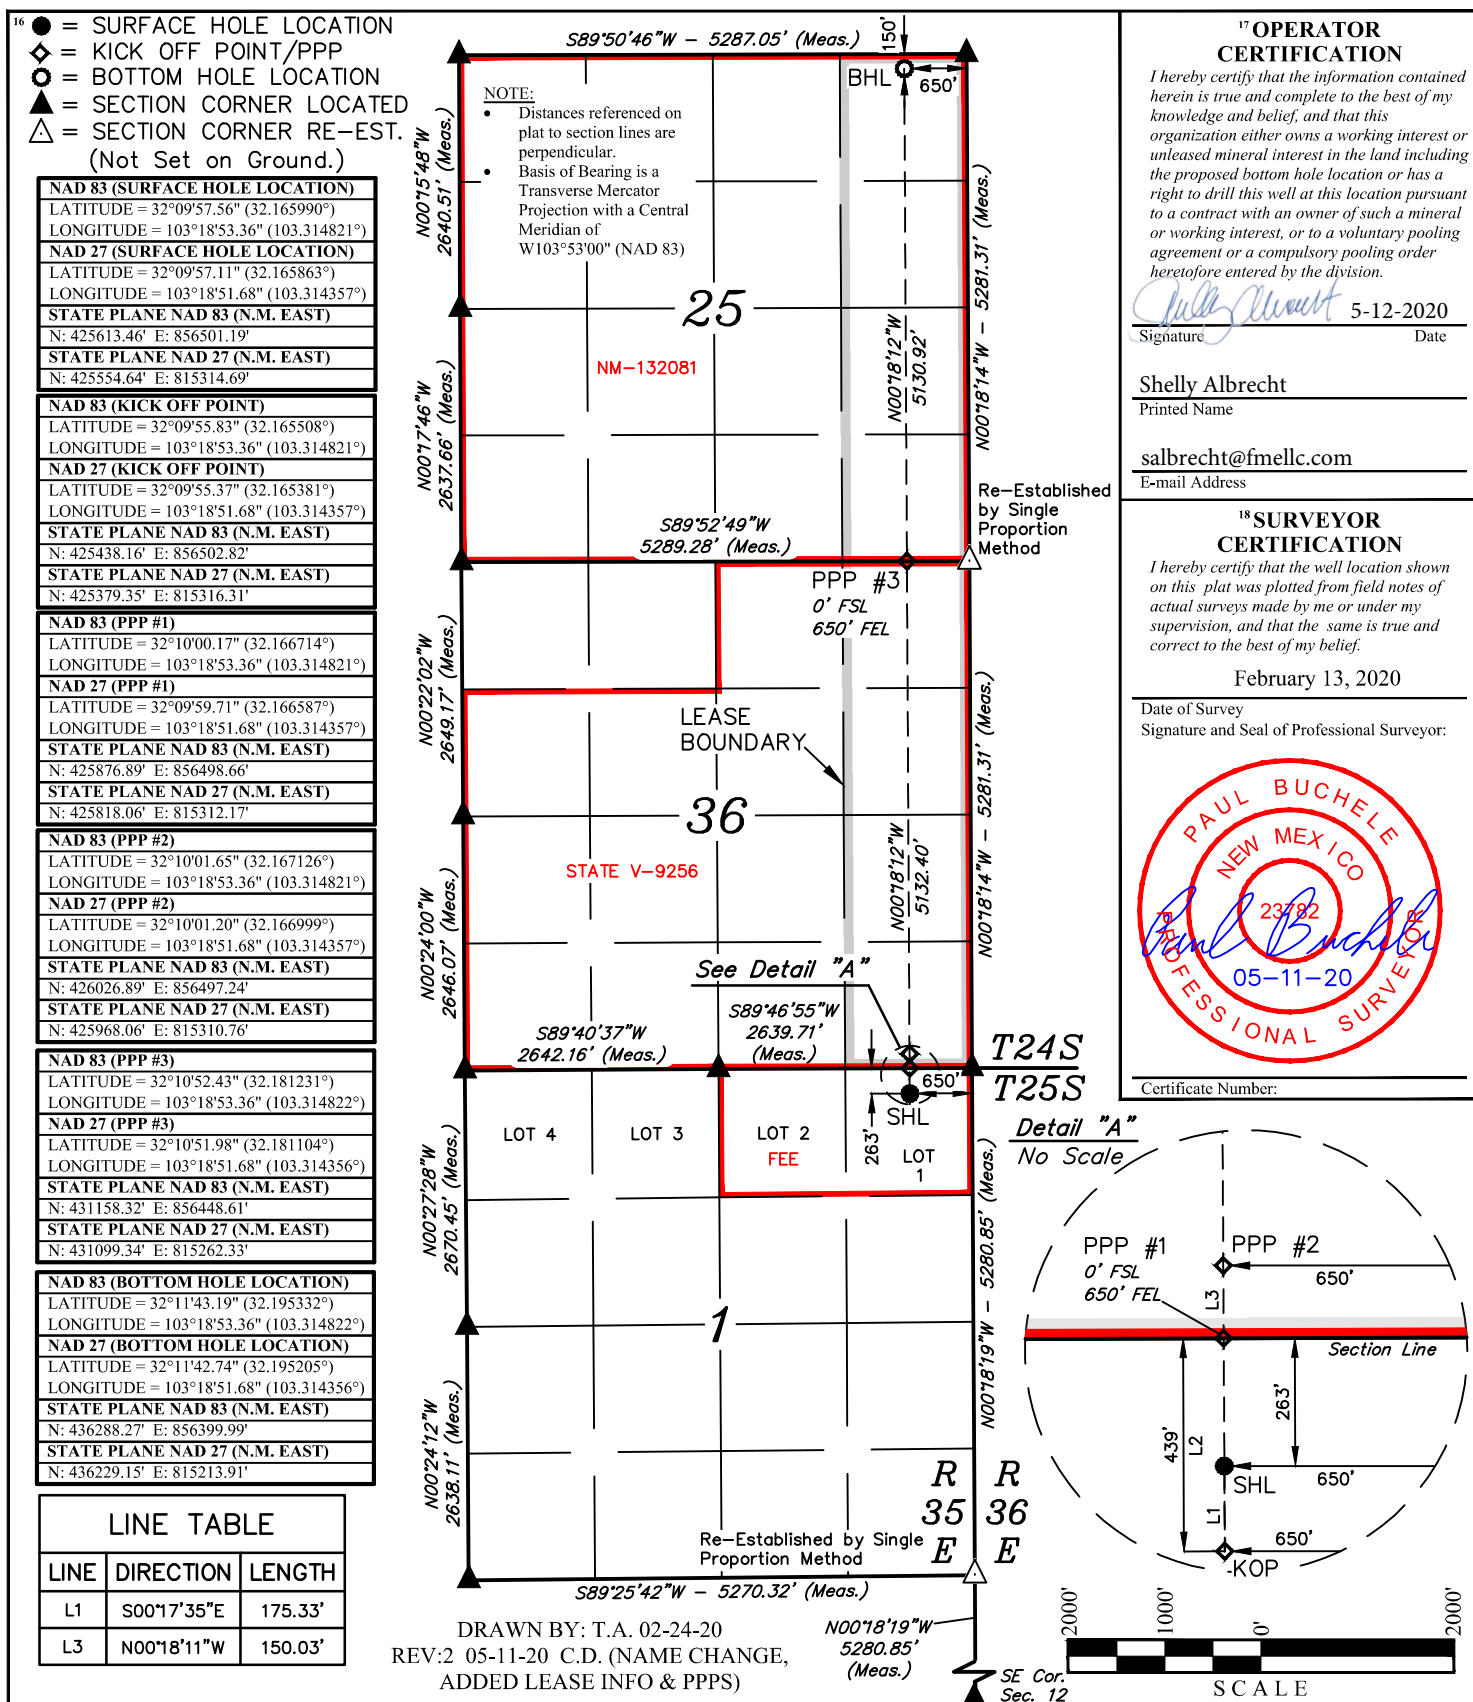 16
= SURFACE HOLE LOCATION
= KICK OFF POINT/PPP
= BOTTOM HOLE LOCATION
= SECTION CORNER LOCATED
= SECTION CORNER RE-EST.
(Not Set on Ground.)
NAD 83 (SURFACE HOLE LOCATION)
LATITUDE = 32°09'57.56" (32.165990°)
LONGITUDE = 103°18'53.36" (103.314821°)
NAD 27 (SURFACE HOLE LOCATION)
LATITUDE = 32°09'57.11" (32.165863°)
LONGITUDE = 103°18'51.68" (103.314357°)
STATE PLANE NAD 83 (N.M. EAST)
N: 425613.46' E: 856501.19'
STATE PLANE NAD 27 (N.M. EAST)
N: 425554.64' E: 815314.69'
NAD 83 (KICK OFF POINT)
LATITUDE = 32°09'55.83" (32.165508°)
LONGITUDE = 103°18'53.36" (103.314821°)
NAD 27 (KICK OFF POINT)
LATITUDE = 32°09'55.37" (32.165381°)
LONGITUDE = 103°18'51.68" (103.314357°)
STATE PLANE NAD 83 (N.M. EAST)
N: 425438.16' E: 856502.82'
STATE PLANE NAD 27 (N.M. EAST)
N: 425379.35' E: 815316.31'
NAD 83 (PPP #1)
LATITUDE = 32°10'00.17" (32.166714°)
LONGITUDE = 103°18'53.36" (103.314821°)
NAD 27 (PPP #1)
LATITUDE = 32°09'59.71" (32.166587°)
LONGITUDE = 103°18'51.68" (103.314357°)
STATE PLANE NAD 83 (N.M. EAST)
N: 425876.89' E: 856498.66'
STATE PLANE NAD 27 (N.M. EAST)
N: 425818.06' E: 815312.17'
NAD 83 (PPP #2)
LATITUDE = 32°10'01.65" (32.167126°)
LONGITUDE = 103°18'53.36" (103.314821°)
NAD 27 (PPP #2)
LATITUDE = 32°10'01.20" (32.166999°)
LONGITUDE = 103°18'51.68" (103.314357°)
STATE PLANE NAD 83 (N.M. EAST)
N: 426026.89' E: 856497.24'
STATE PLANE NAD 27 (N.M. EAST)
N: 425968.06' E: 815310.76'
NAD 83 (PPP #3)
LATITUDE = 32°10'52.43" (32.181231°)
LONGITUDE = 103°18'53.36" (103.314822°)
NAD 27 (PPP #3)
LATITUDE = 32°10'51.98" (32.181104°)
LONGITUDE = 103°18'51.68" (103.314356°)
STATE PLANE NAD 83 (N.M. EAST)
N: 431158.32' E: 856448.61'
STATE PLANE NAD 27 (N.M. EAST)
N: 431099.34' E: 815262.33'
NAD 83 (BOTTOM HOLE LOCATION)
LATITUDE = 32°11'43.19" (32.195332°)
LONGITUDE = 103°18'53.36" (103.314822°)
NAD 27 (BOTTOM HOLE LOCATION)
LATITUDE = 32°11'42.74" (32.195205°)
LONGITUDE = 103°18'51.68" (103.314356°)
STATE PLANE NAD 83 (N.M. EAST)
N: 436288.27' E: 856399.99'
STATE PLANE NAD 27 (N.M. EAST)
N: 436229.15' E: 815213.91'
LINE TABLE
LINE DIRECTION LENGTH
L1 S00°17'35"E 175.33'
L3 N00°18'11"W 150.03'
S89°50'46"W - 5287.05' (Meas.)
150'
BHL
650'
NOTE:
• Distances referenced on
plat to section lines are
perpendicular.
• Basis of Bearing is a
Transverse Mercator
Projection with a Central
Meridian of
W103°53'00" (NAD 83)
N00°15'48"W
2640.51' (Meas.)
25
NM-132081
N00°17'46"W
2637.66' (Meas.)
N00°18'12"W
5130.92'
N00°18'14"W - 5281.31' (Meas.)
Re-Established
by Single
Proportion
Method
S89°52'49"W
5289.28' (Meas.)
PPP #3
0' FSL
650' FEL
N00°22'02"W
2649.17' (Meas.)
LEASE
BOUNDARY
36
STATE V-9256
N00°24'00"W
2646.07' (Meas.)
N00°18'12"W
5132.40'
N00°18'14"W - 5281.31' (Meas.)
See Detail "A"
S89°46'55"W
2639.71'
(Meas.)
S89°40'37"W
2642.16' (Meas.)
T24S
T25S
650'
SHL
263'
LOT 4
LOT 3
LOT 2
FEE
LOT
1
N00°27'28"W
2670.45' (Meas.)
1
N00°18'19"W - 5280.85' (Meas.)
N00°24'12"W
2638.11' (Meas.)
R R
35 36
E E
Re-Established by Single
Proportion Method
S89°25'42"W - 5270.32' (Meas.)
DRAWN BY: T.A. 02-24-20
REV:2 05-11-20 C.D. (NAME CHANGE,
ADDED LEASE INFO & PPPS)
N00°18'19"W
5280.85'
(Meas.)
SE Cor.
Sec. 12
17 OPERATOR
CERTIFICATION
I hereby certify that the information contained
herein is true and complete to the best of my
knowledge and belief, and that this
organization either owns a working interest or
unleased mineral interest in the land including
the proposed bottom hole location or has a
right to drill this well at this location pursuant
to a contract with an owner of such a mineral
or working interest, or to a voluntary pooling
agreement or a compulsory pooling order
heretofore entered by the division.
5-12-2020
Signature Date
Shelly Albrecht
Printed Name
salbrecht@fmellc.com
E-mail Address
18 SURVEYOR
CERTIFICATION
I hereby certify that the well location shown
on this plat was plotted from field notes of
actual surveys made by me or under my
supervision, and that the same is true and
correct to the best of my belief.
February 13, 2020
Date of Survey
Signature and Seal of Professional Surveyor:
PAUL BUCHELE
NEW MEXICO
23782
Paul Buchele
05-11-20
PROFESSIONAL SURVEYOR
Certificate Number:
Detail "A"
No Scale
PPP #1
0' FSL
650' FEL
PPP #2
650'
L3
Section Line
263'
439'
L2
SHL
650'
L1
650'
KOP
2000' 1000' 0' 2000'
SCALE